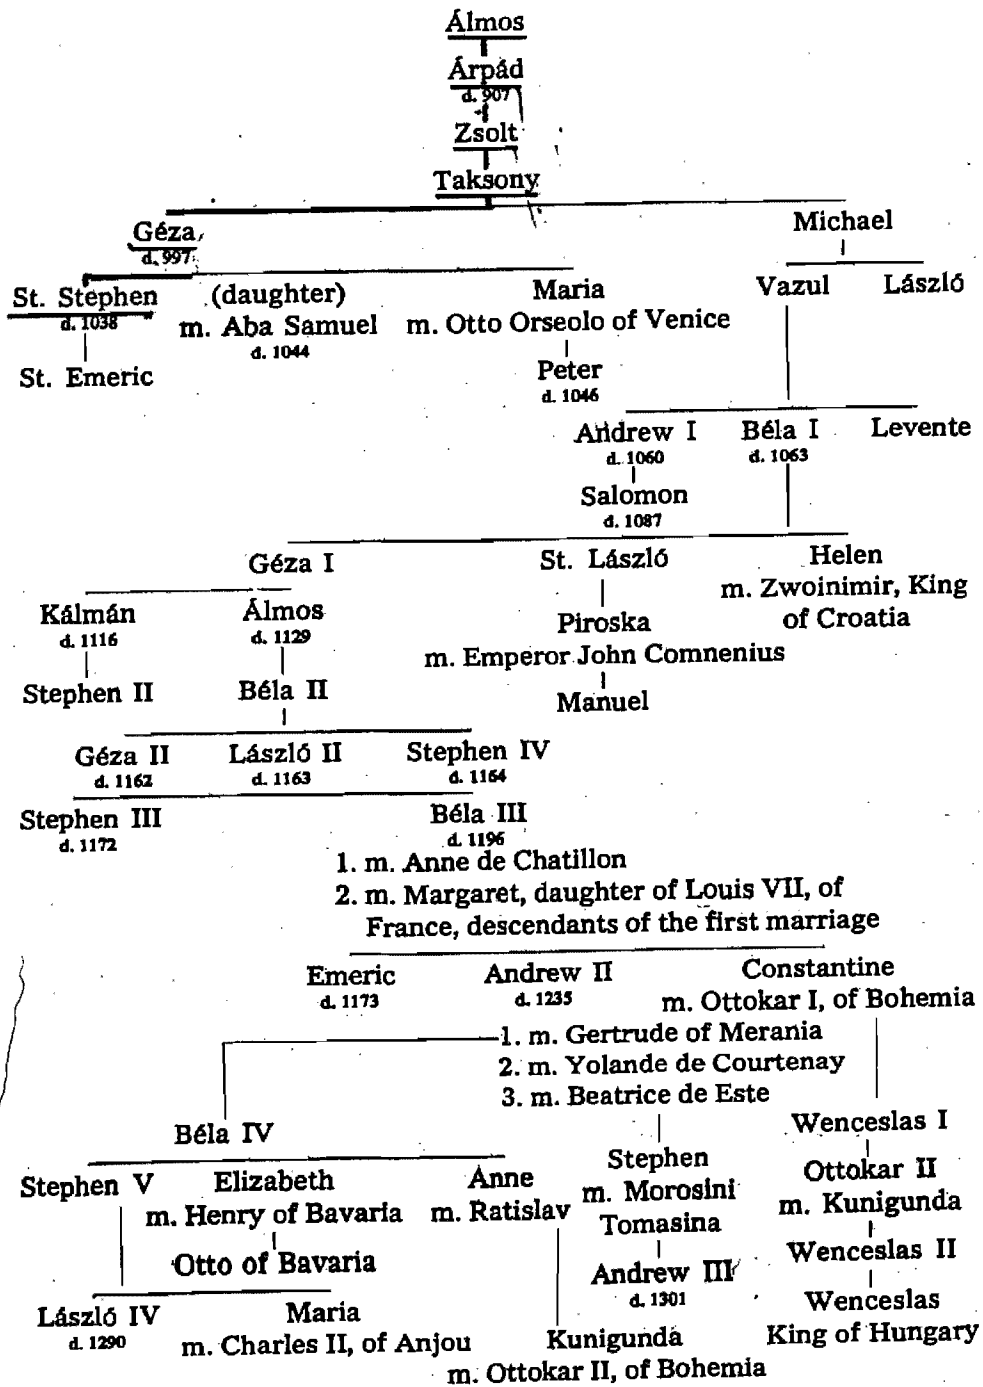 Álmos
Árpád
d. 907
Zsolt
Taksony
Géza
d. 997
Michael
St. Stephen
d. 1038
(daughter)
m. Aba Samuel
d. 1044
Maria
m. Otto Orseolo of Venice
Vazul
László
St. Emeric
Peter
d. 1046
Andrew I
d. 1060
Béla I
d. 1063
Levente
Salomon
d. 1087
Géza I
St. László
Helen
m. Zwoinimir, King
of Croatia
Kálmán
d. 1116
Álmos
d. 1129
Piroska
m. Emperor John Comnenius
Stephen II
Béla II
Manuel
Géza II
d. 1162
László II
d. 1163
Stephen IV
d. 1164
Stephen III
d. 1172
Béla III
d. 1196
1. m. Anne de Chatillon
2. m. Margaret, daughter of Louis VII, of
France, descendants of the first marriage
Emeric
d. 1173
Andrew II
d. 1235
Constantine
m. Ottokar I, of Bohemia
1. m. Gertrude of Merania
2. m. Yolande de Courtenay
3. m. Beatrice de Este
Béla IV
Wenceslas I
Stephen V
Elizabeth
m. Henry of Bavaria
Anne
m. Ratislav
Stephen
m. Morosini
Tomasina
Ottokar II
m. Kunigunda
Otto of Bavaria
Andrew III
d. 1301
Wenceslas II
László IV
d. 1290
Maria
m. Charles II, of Anjou
Kunigunda
m. Ottokar II, of Bohemia
Wenceslas
King of Hungary